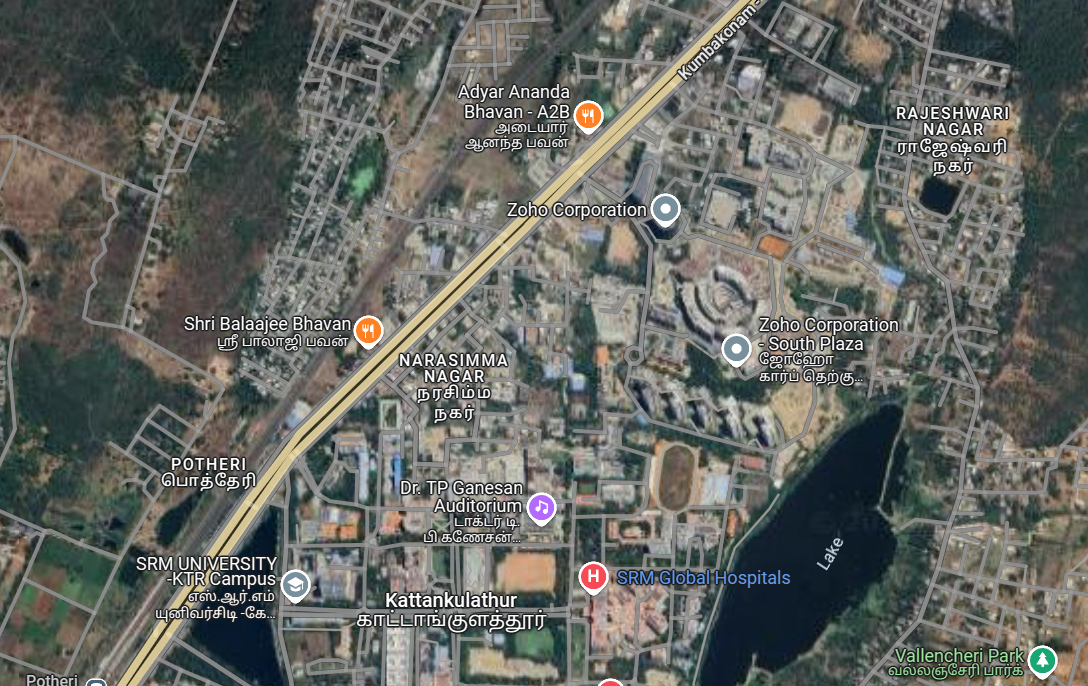 Kumbakonam -
Adyar Ananda
Bhavan - A2B
அடையார்
ஆனந்த பவன்
RAJESHWARI
NAGAR
ராஜேஷ்வரி
நகர்
Zoho Corporation
Shri Balaajee Bhavan
ஸ்ரீ பாலாஜி பவன்
Zoho Corporation
- South Plaza
ஜோஹோ
கார்ப் தெற்கு...
NARASIMMA
NAGAR
நரசிம்ம
நகர்
POTHERI
பொத்தேரி
Dr. TP Ganesan
Auditorium
டாக்டர் டி.
பி கணேசன்...
Lake
SRM UNIVERSITY
-KTR Campus
எஸ்.ஆர்.எம்
யுனிவர்சிடி -கே...
SRM Global Hospitals
H
Kattankulathur
காட்டாங்குளத்தூர்
Vallencheri Park
வல்லஞ்சேரி பார்க்
Potheri